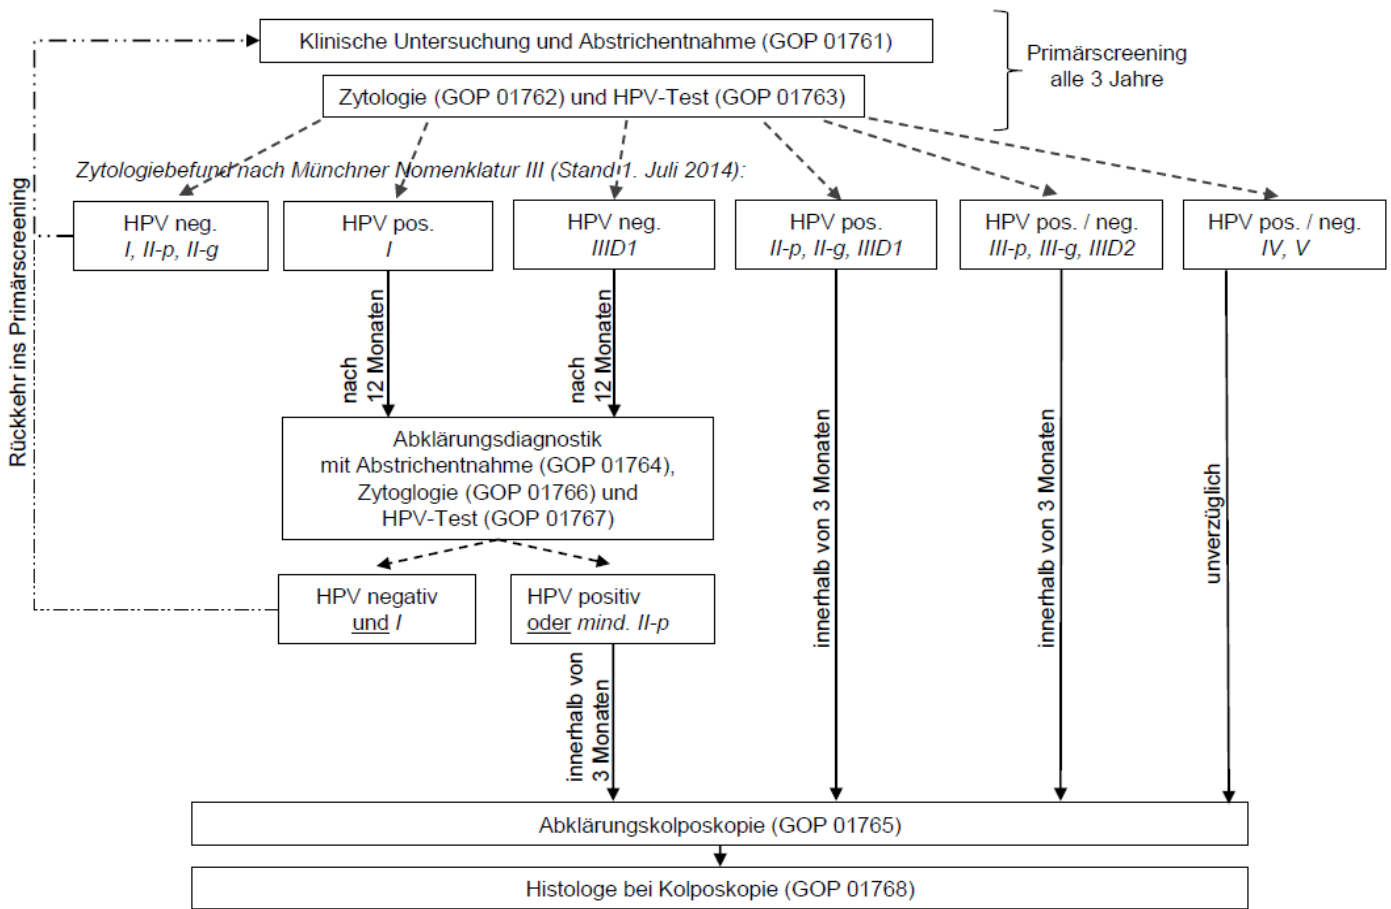 Klinische Untersuchung und Abstrichentnahme (GOP 01761)
Primärscreening
alle 3 Jahre
Zytologie (GOP 01762) und HPV-Test (GOP 01763)
Zytologiebefund nach Münchner Nomenklatur III (Stand 1. Juli 2014):
HPV neg.
I, II-p, II-g
HPV pos.
I
HPV neg.
IIID1
HPV pos.
II-p, II-g, IIID1
HPV pos. / neg.
III-p, III-g, IIID2
HPV pos. / neg.
IV, V
Rückkehr ins Primärscreening
nach
12 Monaten
nach
12 Monaten
innerhalb von 3 Monaten
innerhalb von 3 Monaten
unverzüglich
Abklärungsdiagnostik
mit Abstrichentnahme (GOP 01764),
Zytoglogie (GOP 01766) und
HPV-Test (GOP 01767)
HPV negativ
und I
HPV positiv
oder mind. II-p
innerhalb von
3 Monaten
Abklärungskolposkopie (GOP 01765)
Histologe bei Kolposkopie (GOP 01768)